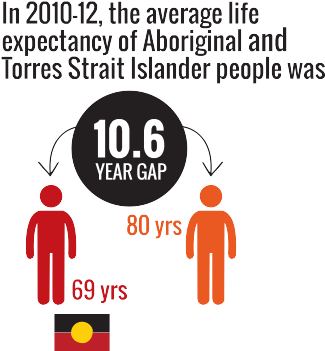 In 2010-12, the average life
expectancy of Aboriginal and
Torres Strait Islander people was
10.6
YEAR GAP
80 yrs
69 yrs